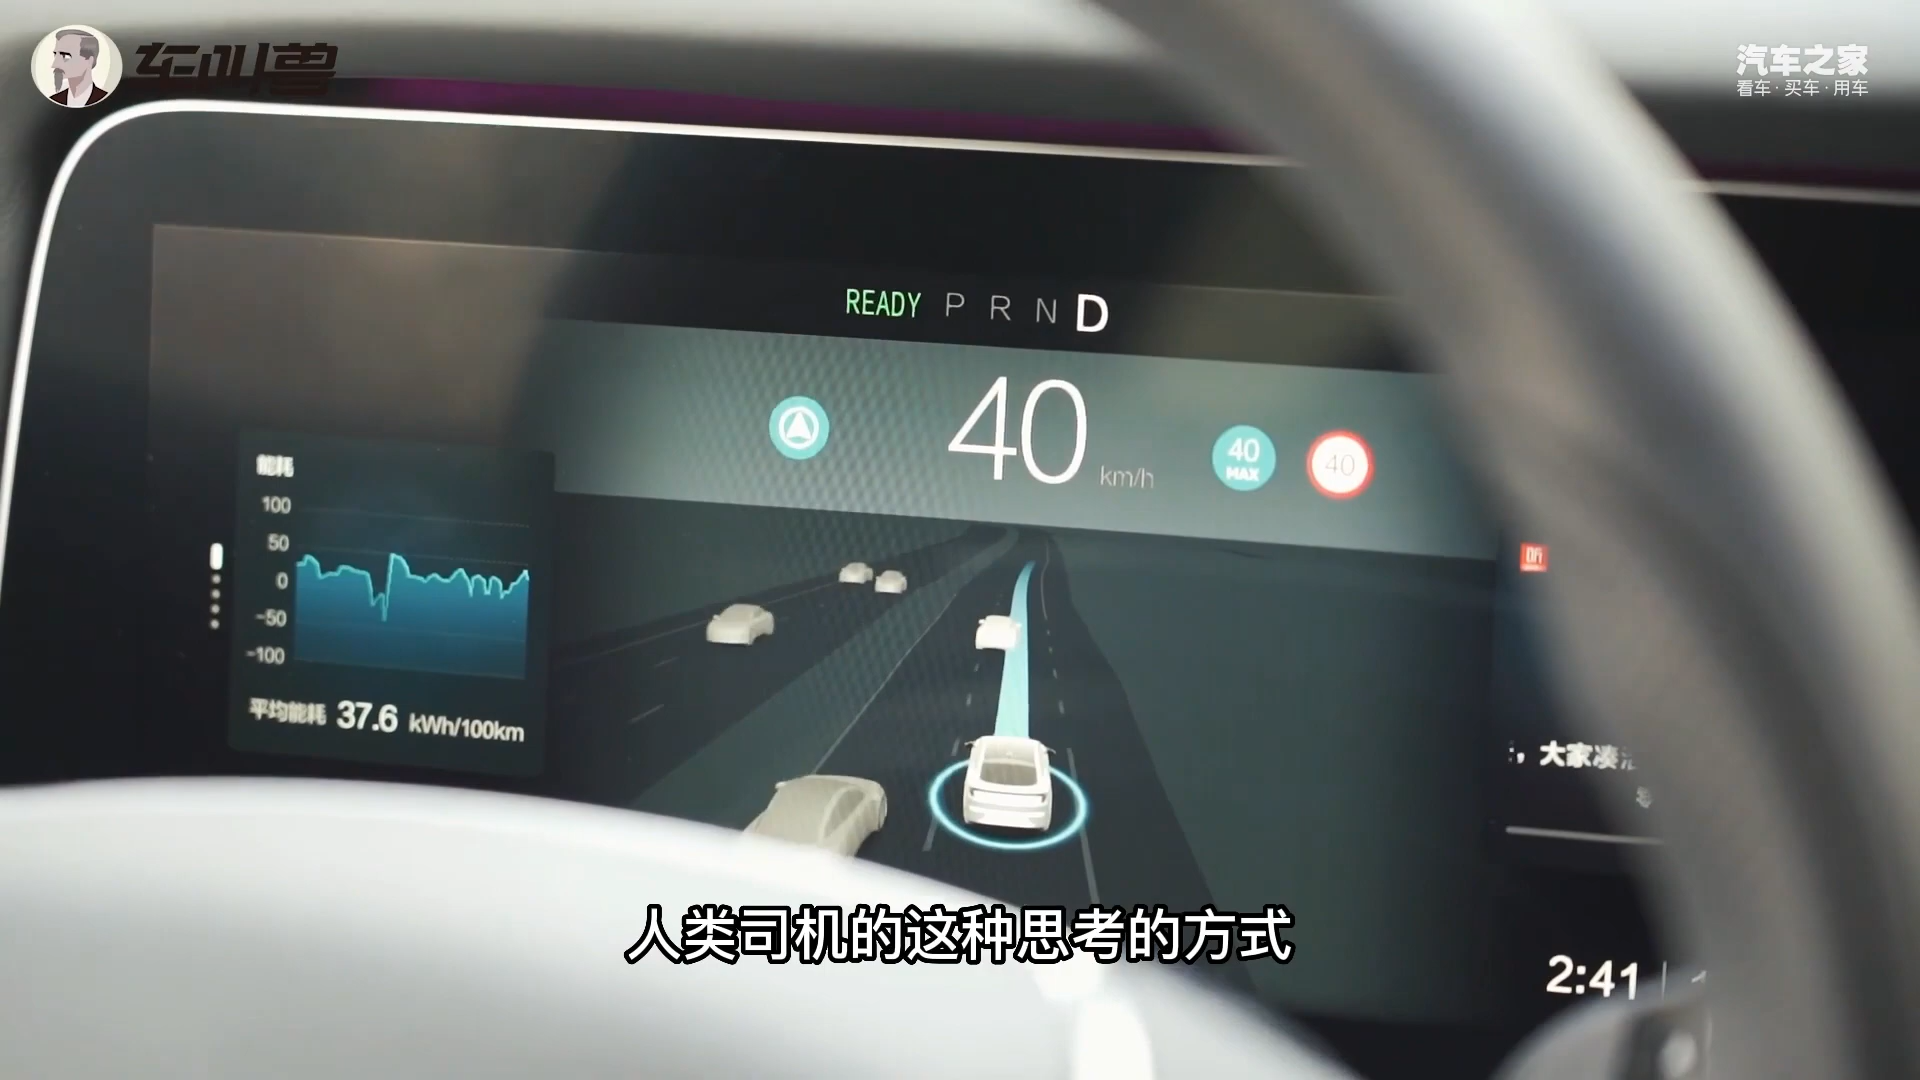 车叫兽
汽车之家
看车·买车·用车
READY P R N D
40 km/h
40 MAX
40
能耗
100
50
0
-50
-100
平均能耗 37.6 kWh/100km
，大家凑
2:41
人类司机的这种思考的方式